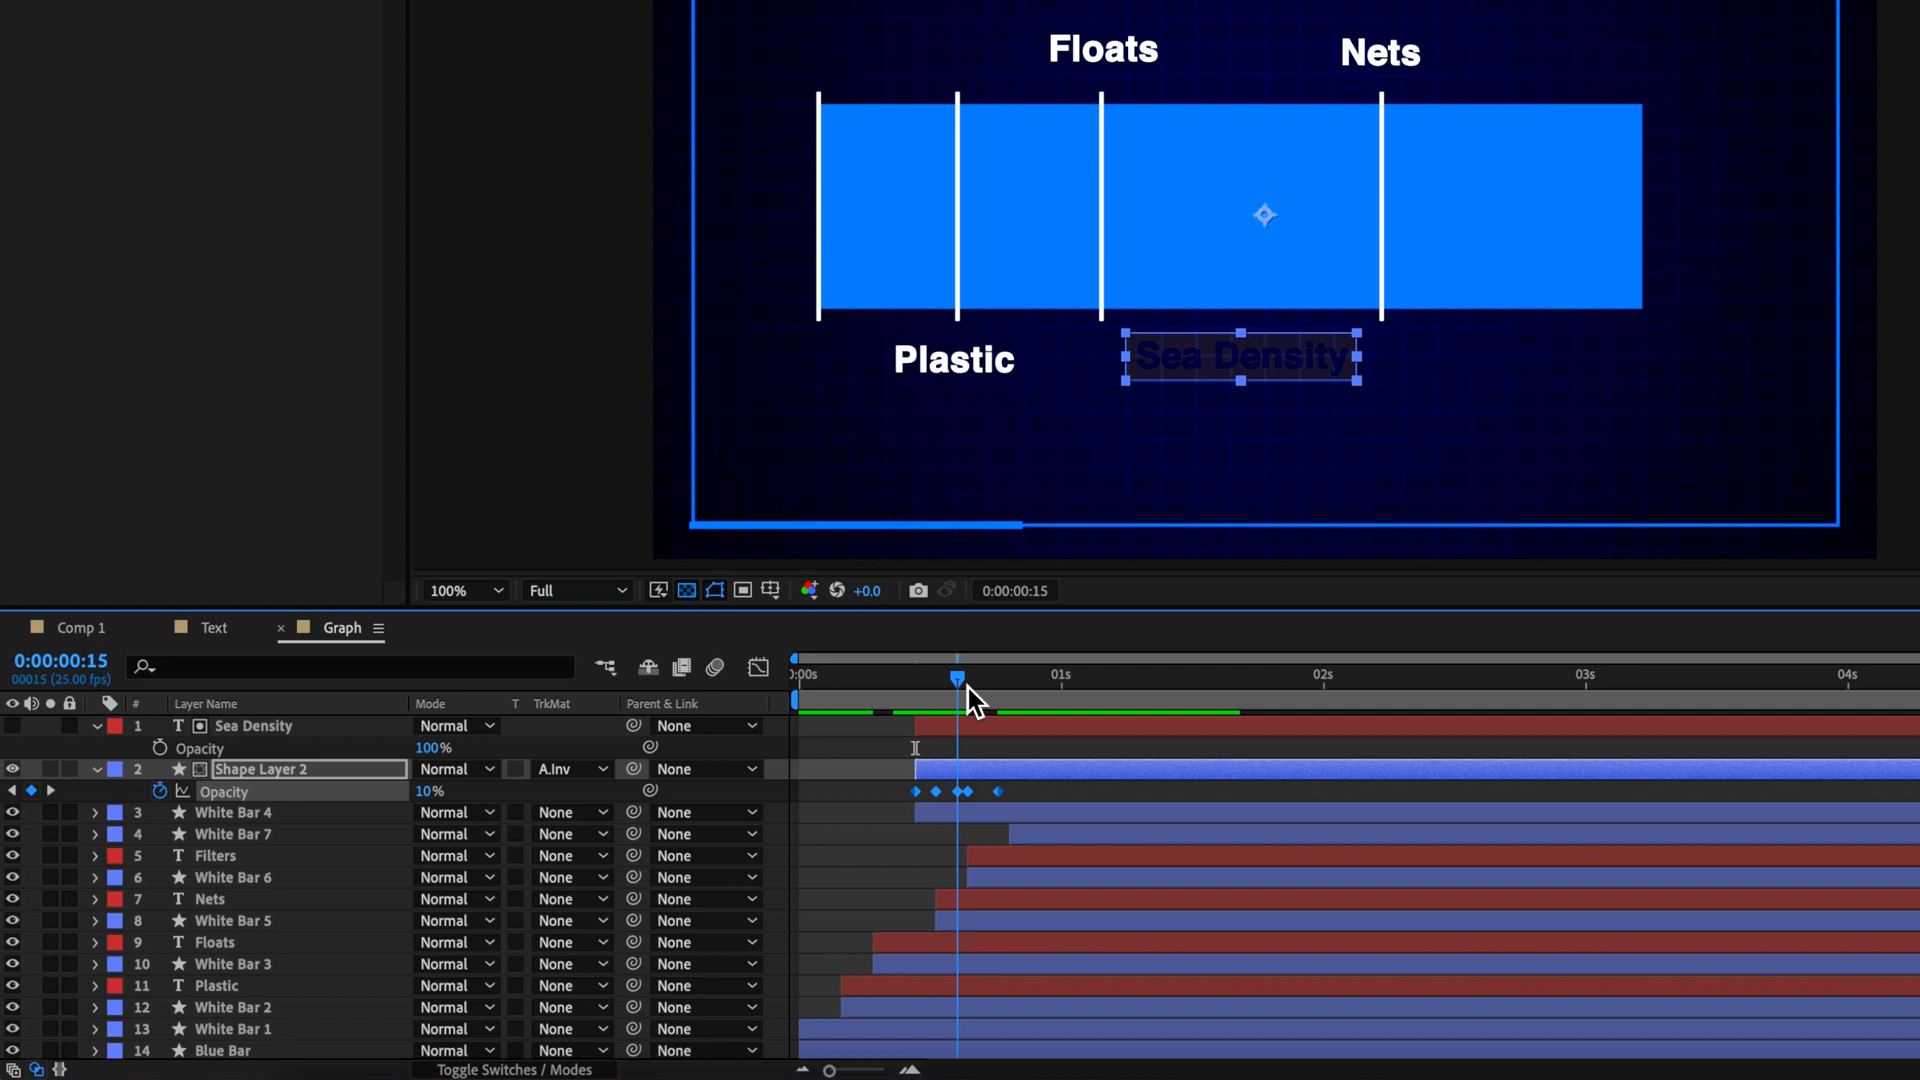 Floats
Nets
Plastic
Sea Density
100%
Full
+0.0
0:00:00:15
Comp 1
Text
× Graph
0:00:00:15
00015 (25.00 fps)
0:00s 01s 02s 03s 04s
# Layer Name Mode T TrkMat Parent & Link
1 T Sea Density Normal None
Opacity 100%
2 Shape Layer 2 Normal A.Inv None
Opacity 10%
3 White Bar 4 Normal None None
4 White Bar 7 Normal None None
5 T Filters Normal None None
6 White Bar 6 Normal None None
7 T Nets Normal None None
8 White Bar 5 Normal None None
9 T Floats Normal None None
10 White Bar 3 Normal None None
11 T Plastic Normal None None
12 White Bar 2 Normal None None
13 White Bar 1 Normal None None
14 Blue Bar Normal None None
Toggle Switches / Modes